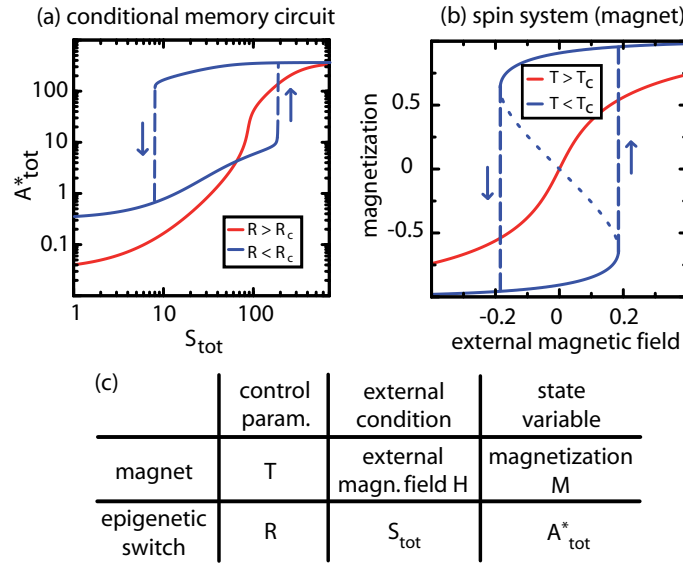 (a) conditional memory circuit
A*tot
100
10
1
0.1
R > Rc
R < Rc
1
10
100
Stot
(b) spin system (magnet)
magnetization
0.5
0
-0.5
T > Tc
T < Tc
-0.2
0
0.2
external magnetic field
(c)
control
param.
external
condition
state
variable
magnet
T
external
magn. field H
magnetization
M
epigenetic
switch
R
Stot
A*tot